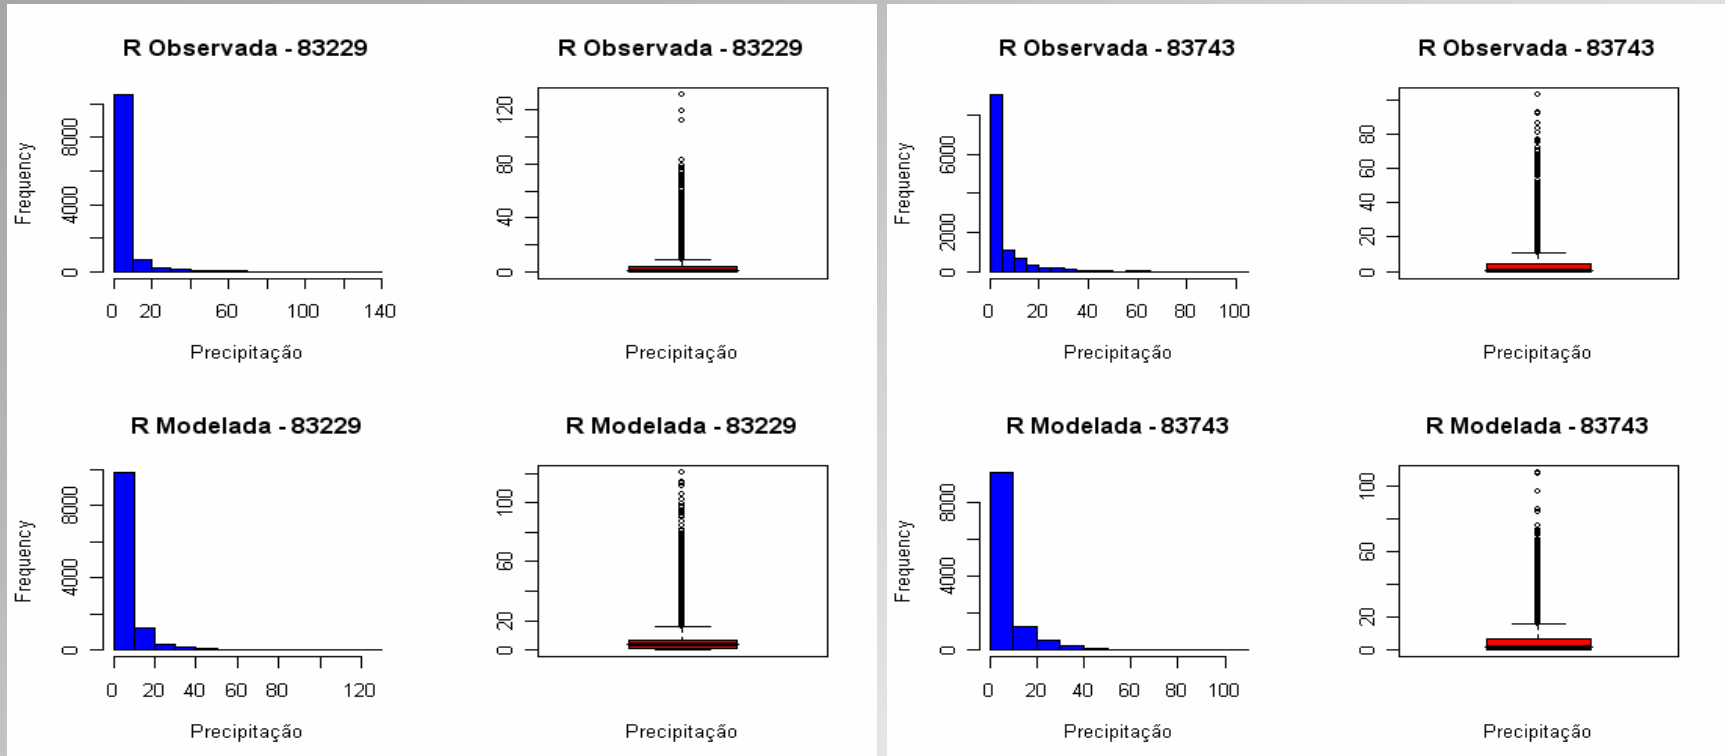 R Observada - 83229
Frequency
0 4000 8000
0 20 60 100 140
Precipitação
R Observada - 83229
0 40 80 120
Precipitação
R Modelada - 83229
Frequency
0 4000 8000
0 20 40 60 80 120
Precipitação
R Modelada - 83229
0 20 60 100
Precipitação
R Observada - 83743
Frequency
0 2000 6000
0 20 40 60 80 100
Precipitação
R Observada - 83743
0 20 40 60 80
Precipitação
R Modelada - 83743
Frequency
0 4000 8000
0 20 40 60 80 100
Precipitação
R Modelada - 83743
0 20 60 100
Precipitação